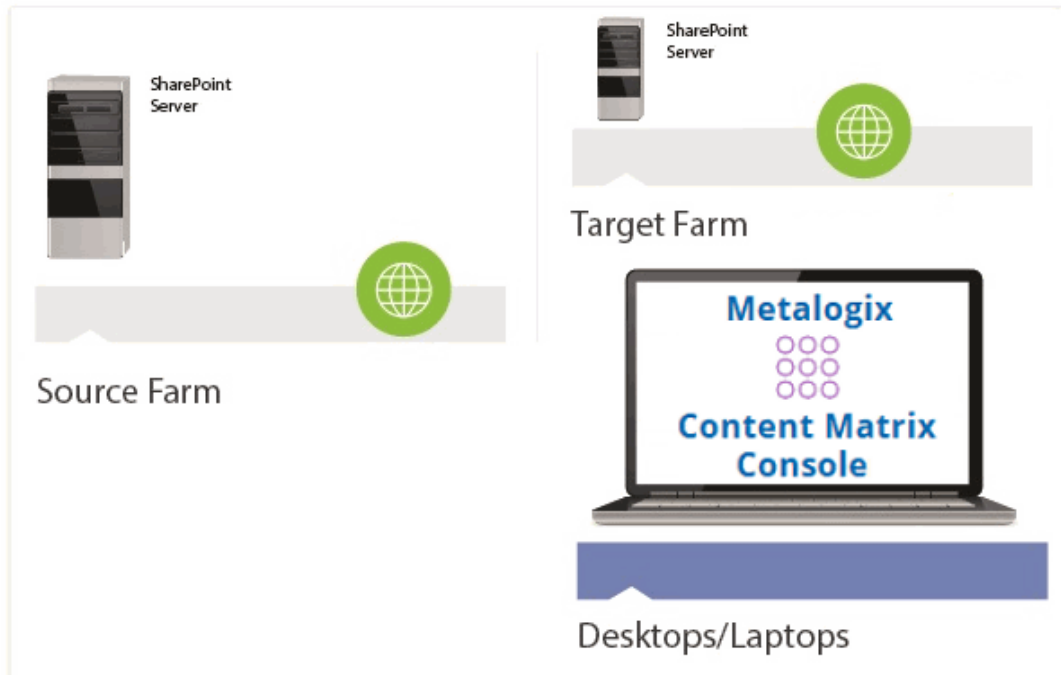 SharePoint
Server
Source Farm
SharePoint
Server
Target Farm
Metalogix
Content Matrix
Console
Desktops/Laptops